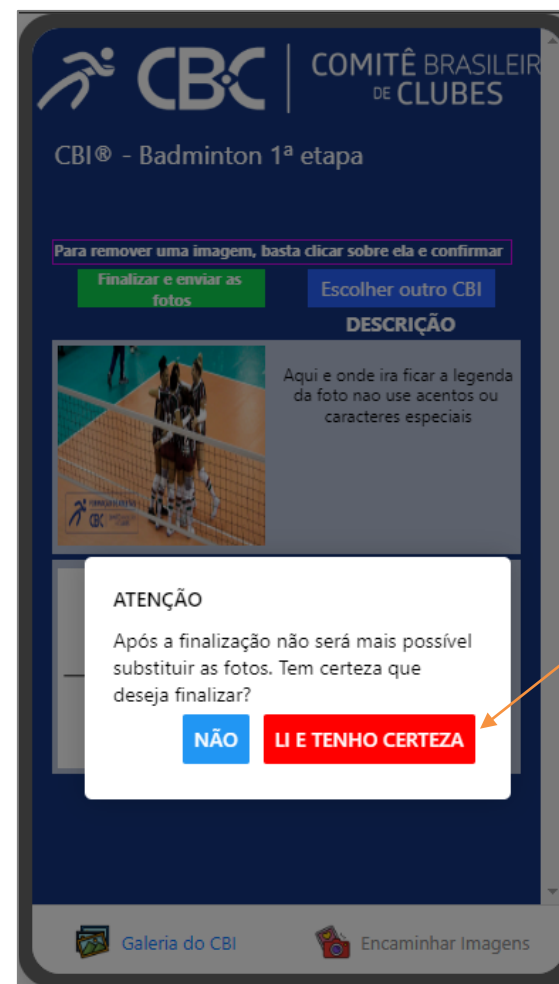 CBC
COMITÊ BRASILEIR
DE CLUBES
CBI® - Badminton 1ª etapa
Para remover uma imagem, basta clicar sobre ela e confirmar
Finalizar e enviar as
fotos
Escolher outro CBI
DESCRIÇÃO
Aqui e onde ira ficar a legenda
da foto nao use acentos ou
caracteres especiais
CBC
ATENÇÃO
Após a finalização não será mais possível
substituir as fotos. Tem certeza que
deseja finalizar?
NÃO
LI E TENHO CERTEZA
Galeria do CBI
Encaminhar Imagens